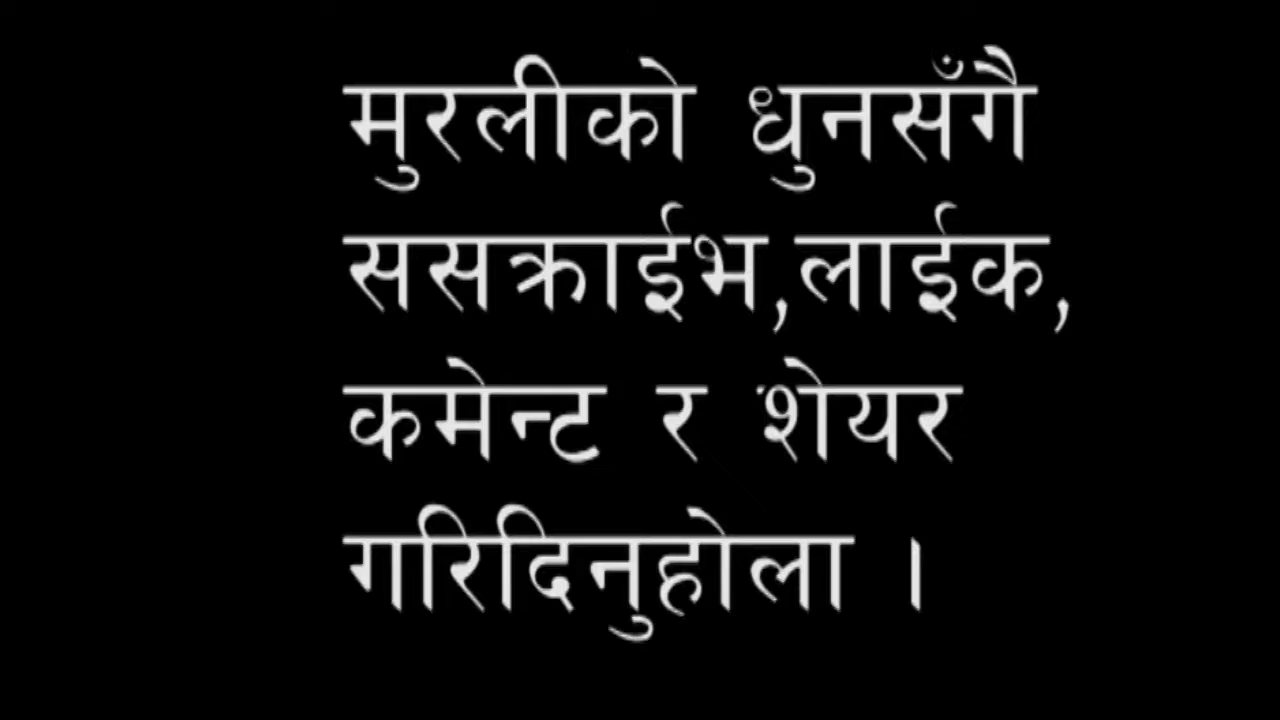 मुरलीको धुनसँगै
ससक्राईभ,लाईक,
कमेन्ट र शेयर
गरिदिनुहोला ।